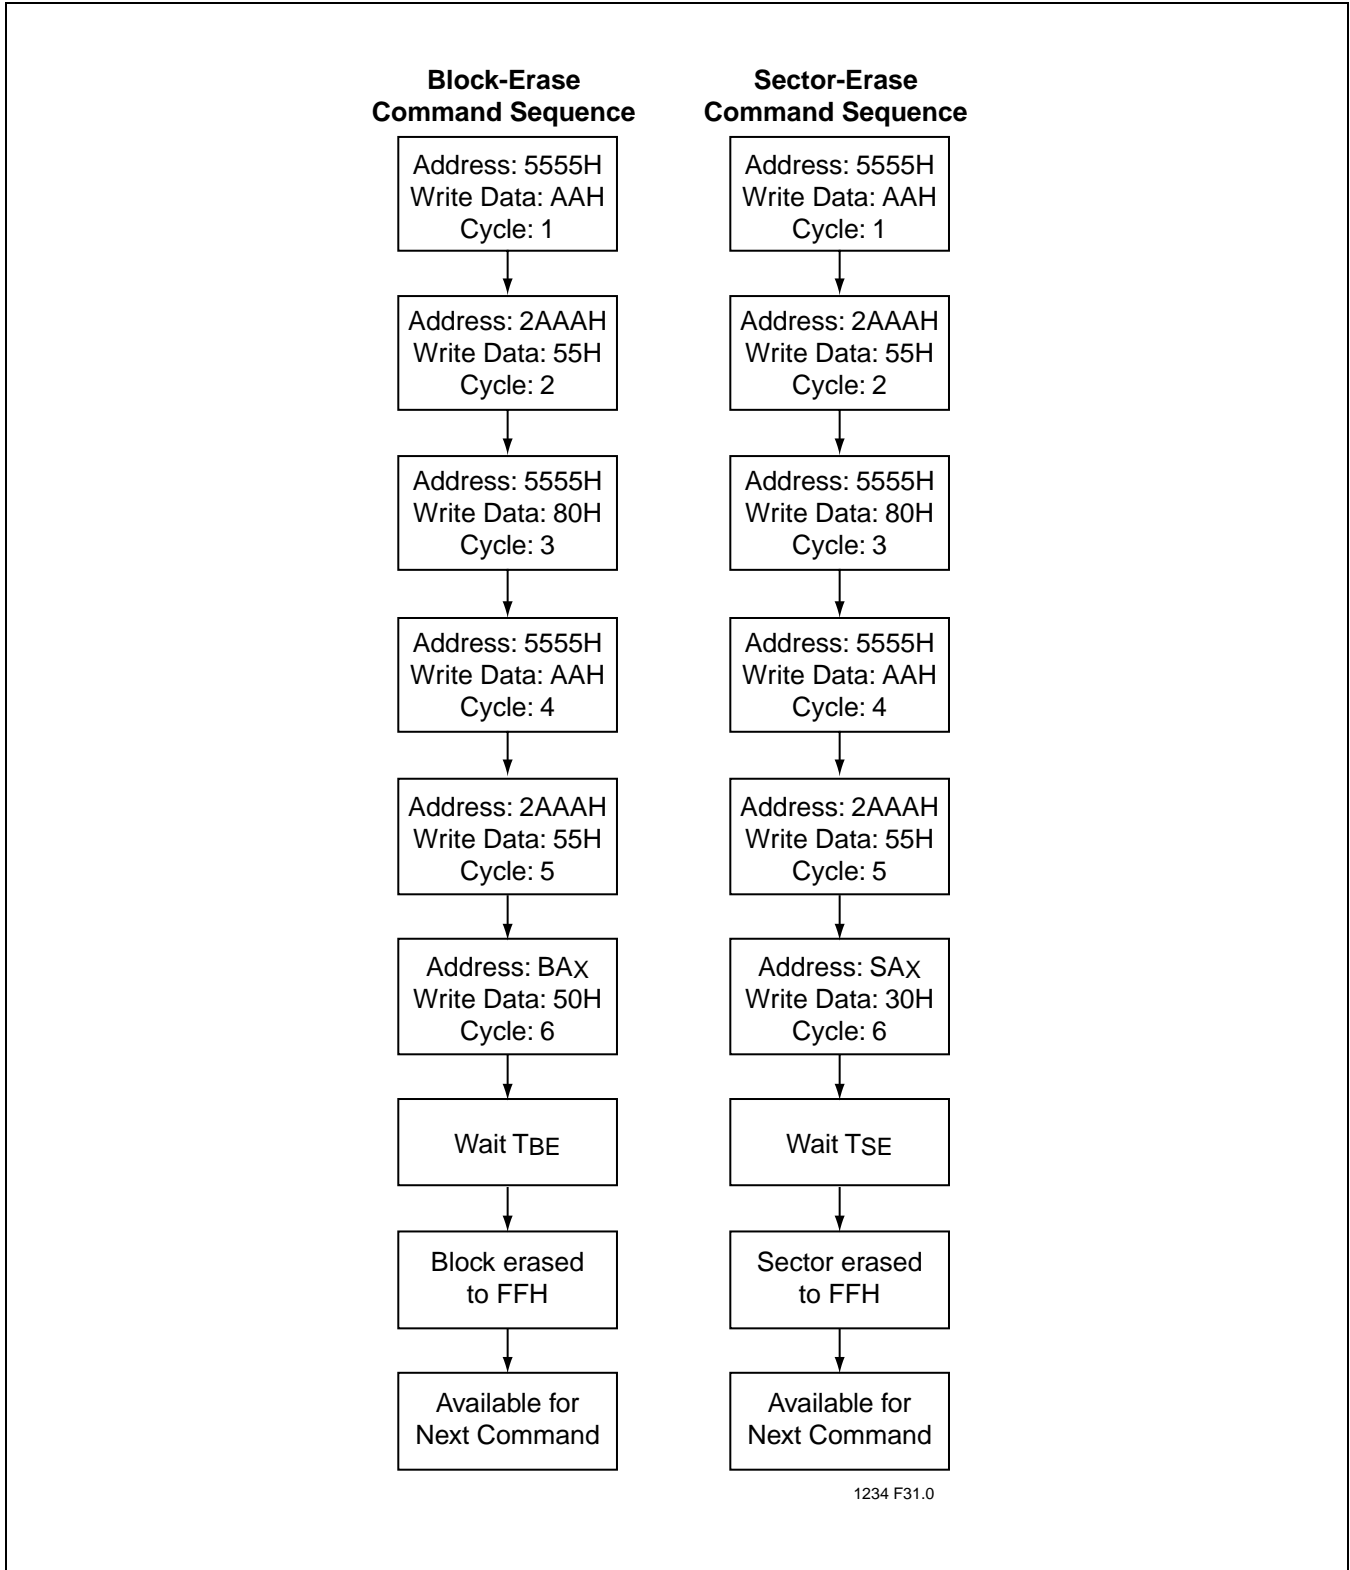 Block-Erase
Command Sequence
Address: 5555H
Write Data: AAH
Cycle: 1
Address: 2AAAH
Write Data: 55H
Cycle: 2
Address: 5555H
Write Data: 80H
Cycle: 3
Address: 5555H
Write Data: AAH
Cycle: 4
Address: 2AAAH
Write Data: 55H
Cycle: 5
Address: BAX
Write Data: 50H
Cycle: 6
Wait TBE
Block erased
to FFH
Available for
Next Command
Sector-Erase
Command Sequence
Address: 5555H
Write Data: AAH
Cycle: 1
Address: 2AAAH
Write Data: 55H
Cycle: 2
Address: 5555H
Write Data: 80H
Cycle: 3
Address: 5555H
Write Data: AAH
Cycle: 4
Address: 2AAAH
Write Data: 55H
Cycle: 5
Address: SAX
Write Data: 30H
Cycle: 6
Wait TSE
Sector erased
to FFH
Available for
Next Command
1234 F31.0